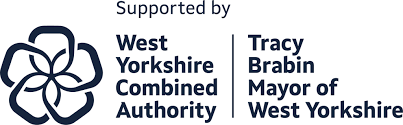 Supported by
West
Yorkshire
Combined
Authority
Tracy
Brabin
Mayor of
West Yorkshire